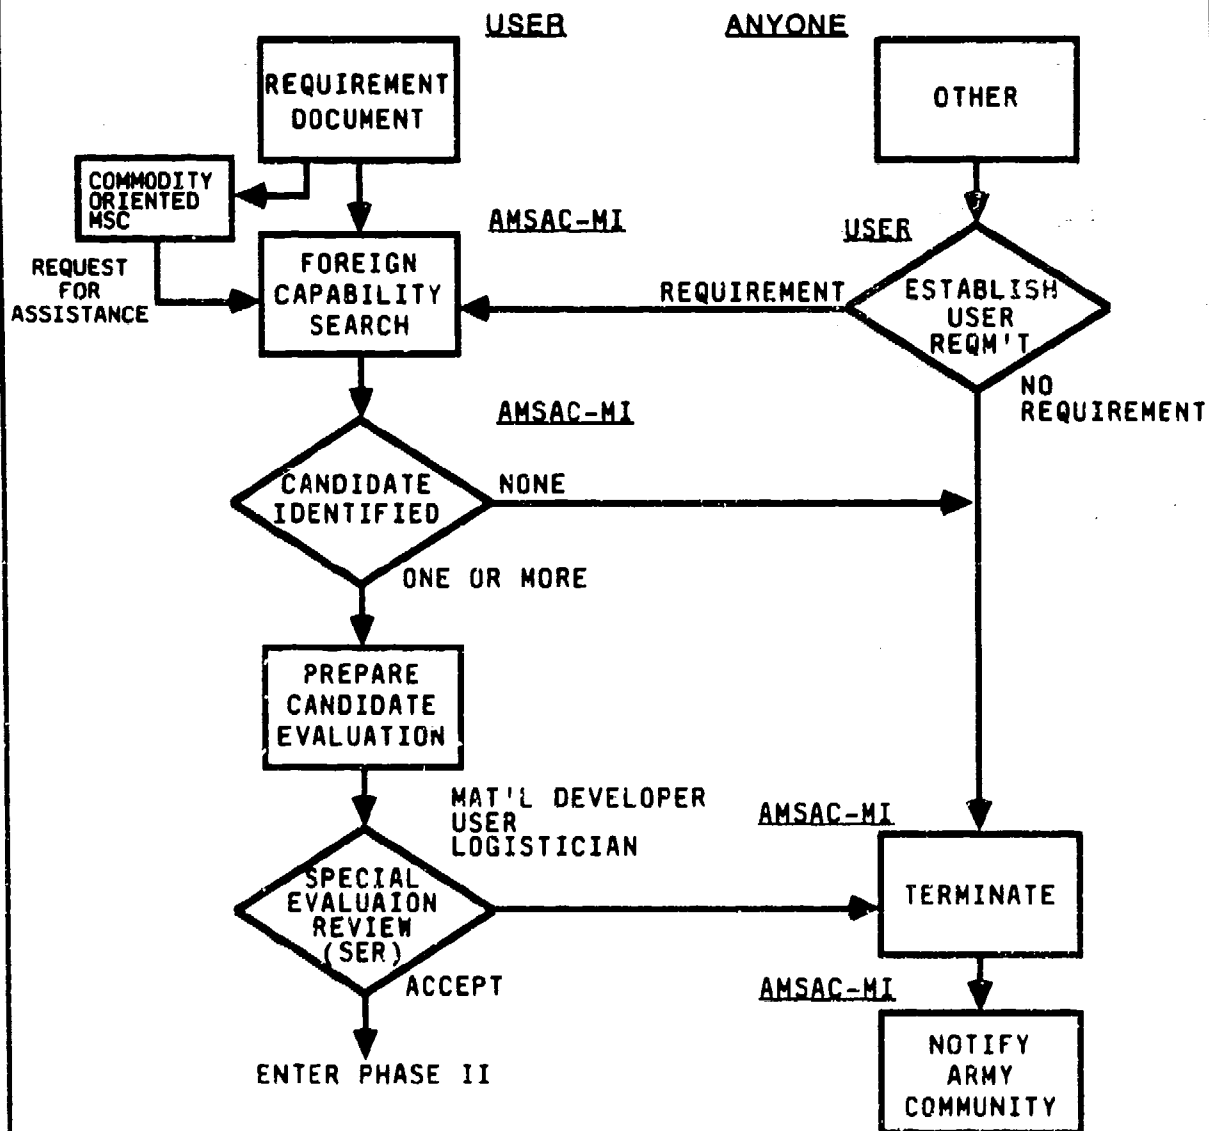 USER
ANYONE
REQUIREMENT
DOCUMENT
OTHER
COMMODITY
ORIENTED
MSC
AMSAC-MI
USER
REQUEST
FOR
ASSISTANCE
FOREIGN
CAPABILITY
SEARCH
REQUIREMENT
ESTABLISH
USER
REQM'T
NO
REQUIREMENT
AMSAC-MI
CANDIDATE
IDENTIFIED
NONE
ONE OR MORE
PREPARE
CANDIDATE
EVALUATION
MAT'L DEVELOPER
USER
LOGISTICIAN
AMSAC-MI
SPECIAL
EVALUAION
REVIEW
(SER)
TERMINATE
ACCEPT
AMSAC-MI
ENTER PHASE II
NOTIFY
ARMY
COMMUNITY